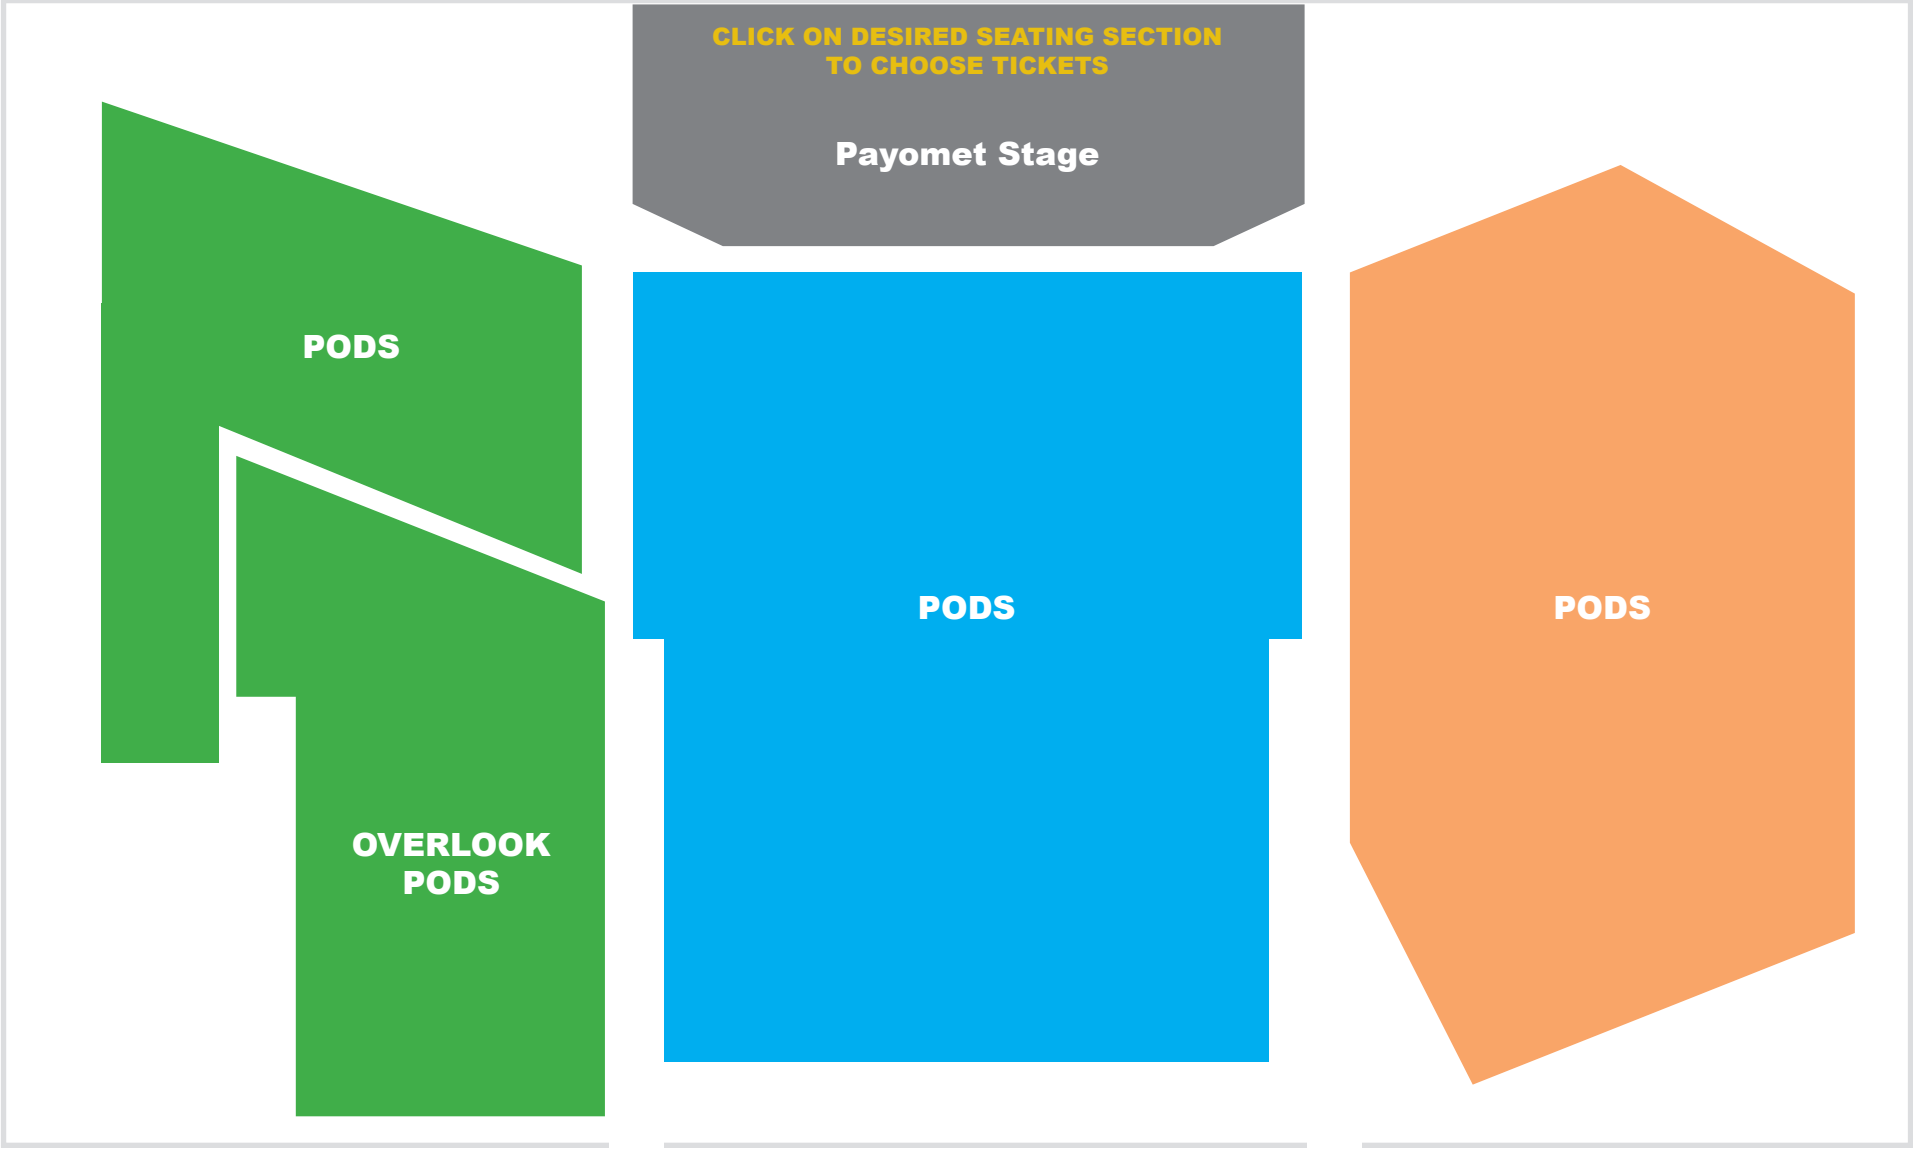 CLICK ON DESIRED SEATING SECTION
TO CHOOSE TICKETS
Payomet Stage
PODS
PODS
PODS
OVERLOOK
PODS